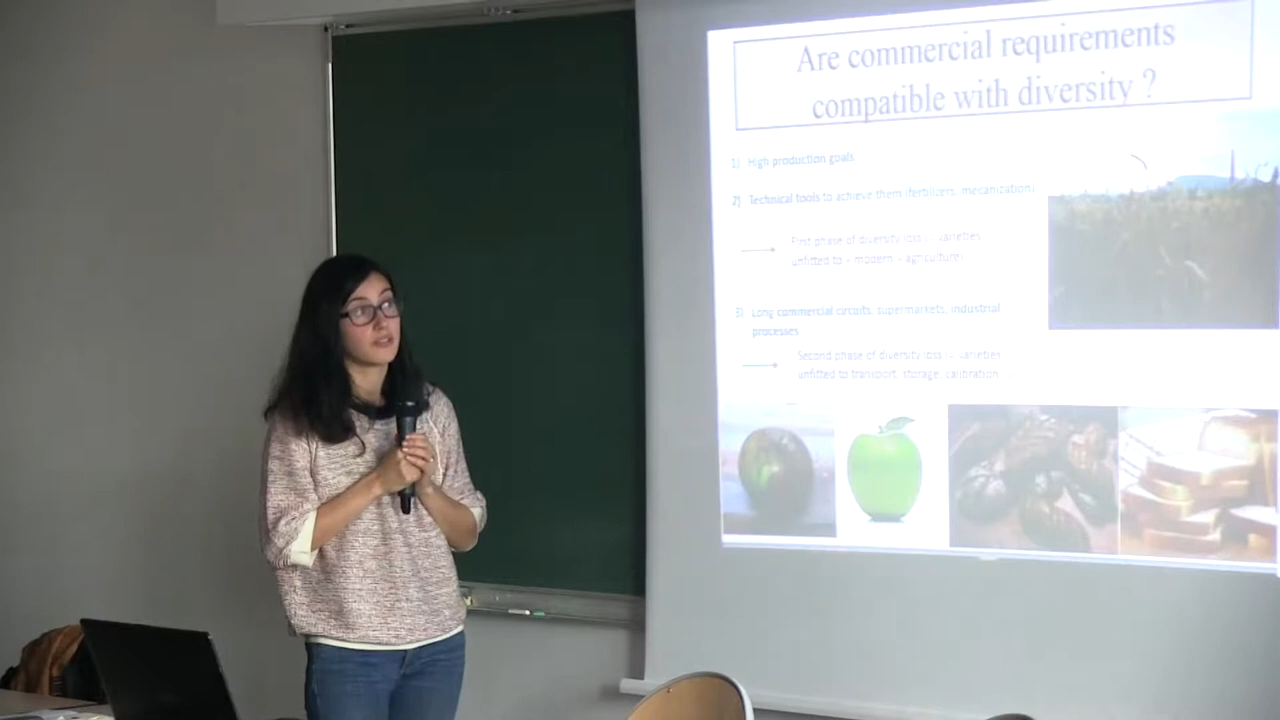 Are commercial requirements
compatible with diversity ?
1) High production goals
2) Technical tools to achieve them (fertilizers, mecanization)
First phase of diversity loss : varieties
unfitted to « modern » agriculture
3) Long commercial circuits, supermarkets, industrial
processes
Second phase of diversity loss : varieties
unfitted to transport, storage, calibration